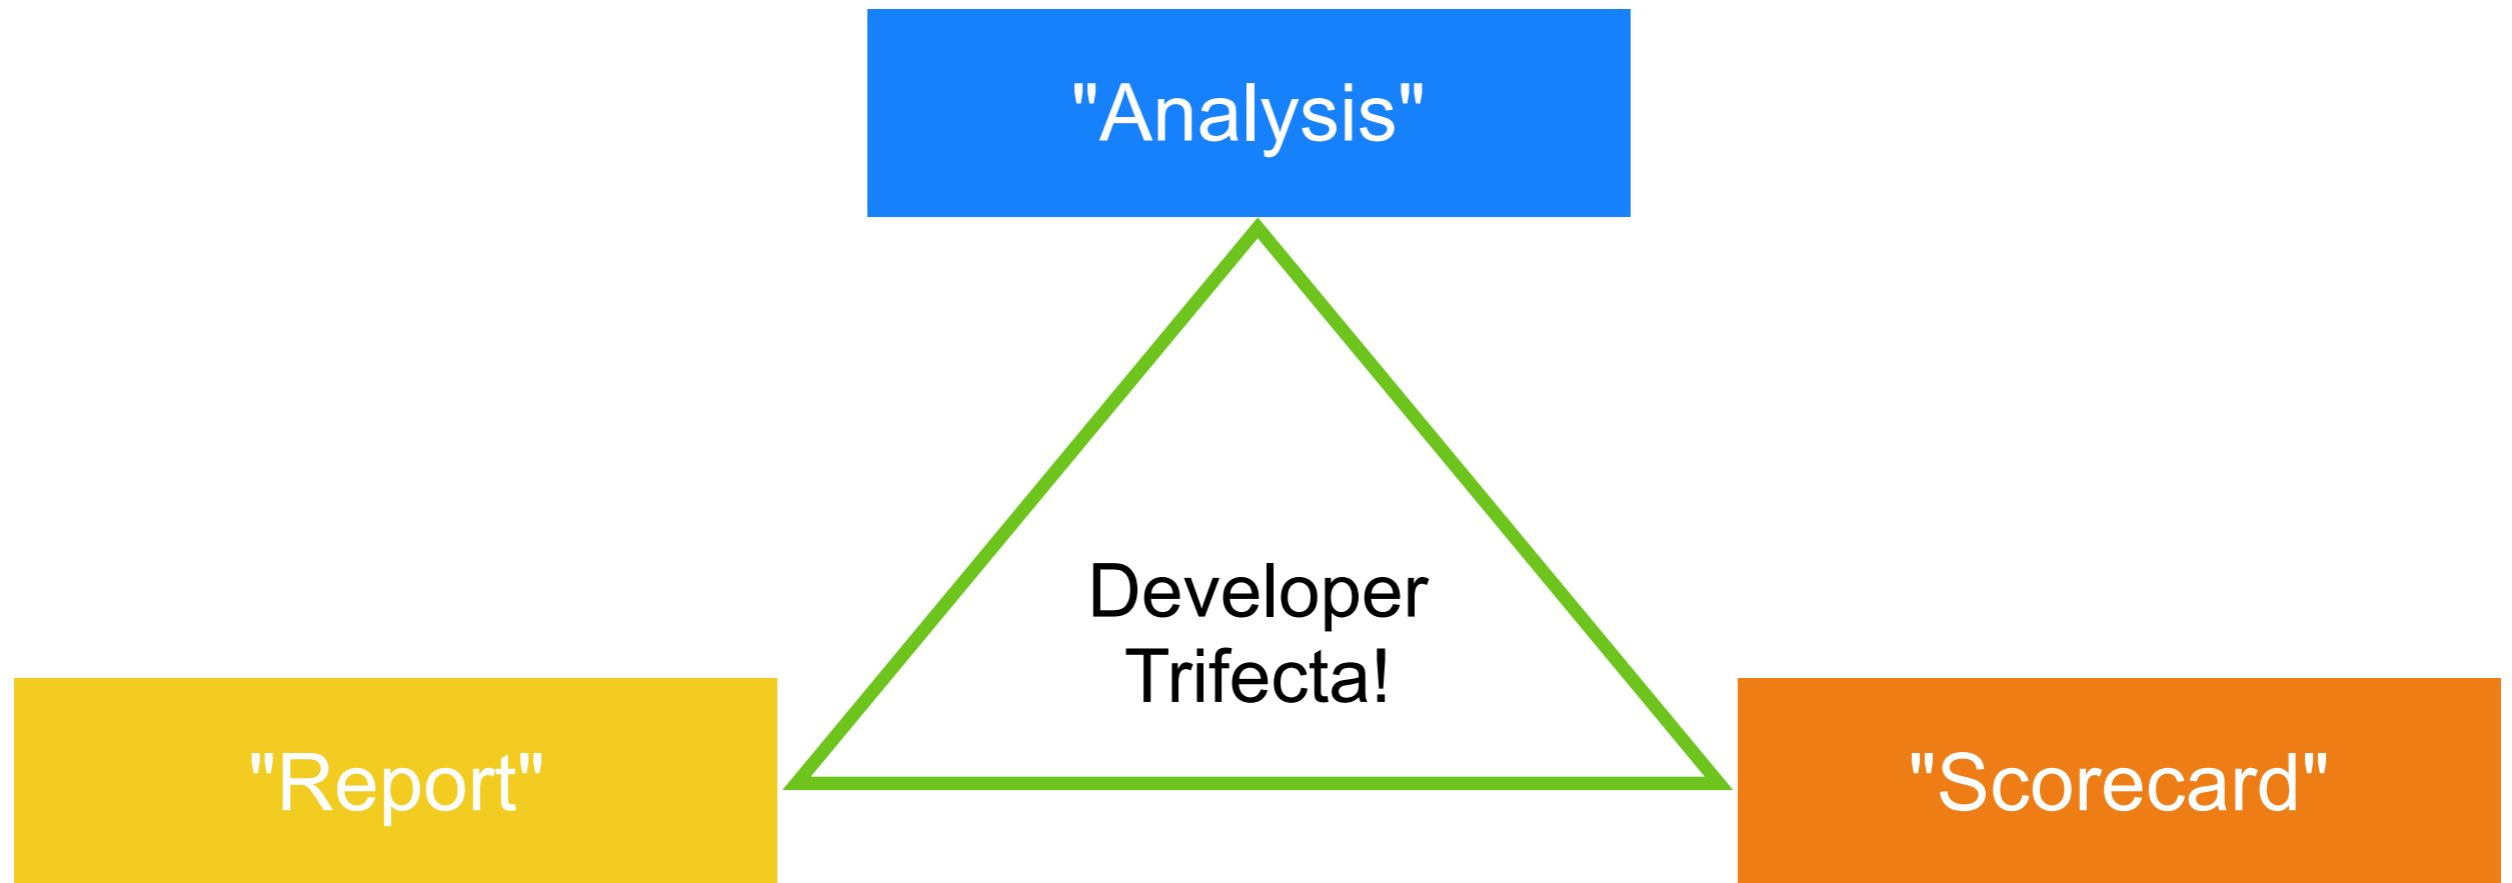 "Analysis"
Developer
Trifecta!
"Report"
"Scorecard"